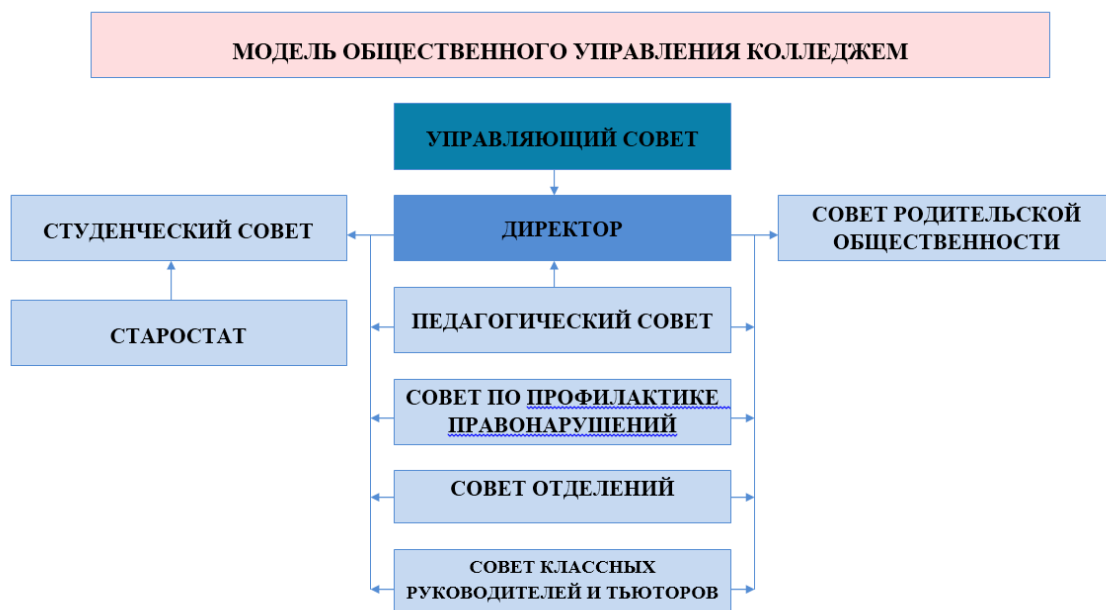 МОДЕЛЬ ОБЩЕСТВЕННОГО УПРАВЛЕНИЯ КОЛЛЕДЖЕМ
УПРАВЛЯЮЩИЙ СОВЕТ
СТУДЕНЧЕСКИЙ СОВЕТ
ДИРЕКТОР
СОВЕТ РОДИТЕЛЬСКОЙ
ОБЩЕСТВЕННОСТИ
СТАРОСТАТ
ПЕДАГОГИЧЕСКИЙ СОВЕТ
СОВЕТ ПО ПРОФИЛАКТИКЕ
ПРАВОНАРУШЕНИЙ
СОВЕТ ОТДЕЛЕНИЙ
СОВЕТ КЛАССНЫХ
РУКОВОДИТЕЛЕЙ И ТЬЮТОРОВ